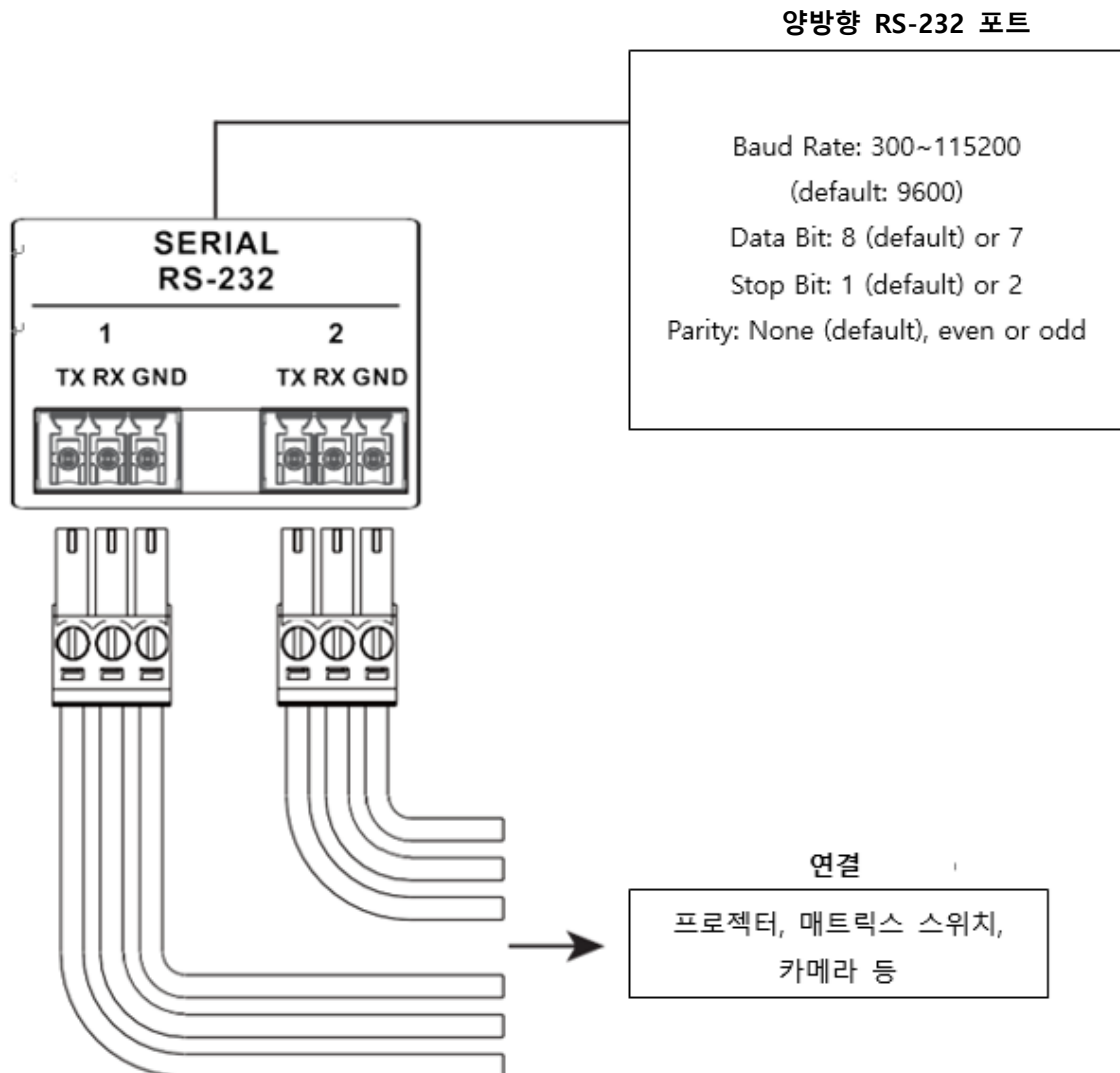 양방향 RS-232 포트
Baud Rate: 300~115200
(default: 9600)
Data Bit: 8 (default) or 7
Stop Bit: 1 (default) or 2
Parity: None (default), even or odd
SERIAL
RS-232
1 2
TX RX GND TX RX GND
연결
프로젝터, 매트릭스 스위치,
카메라 등